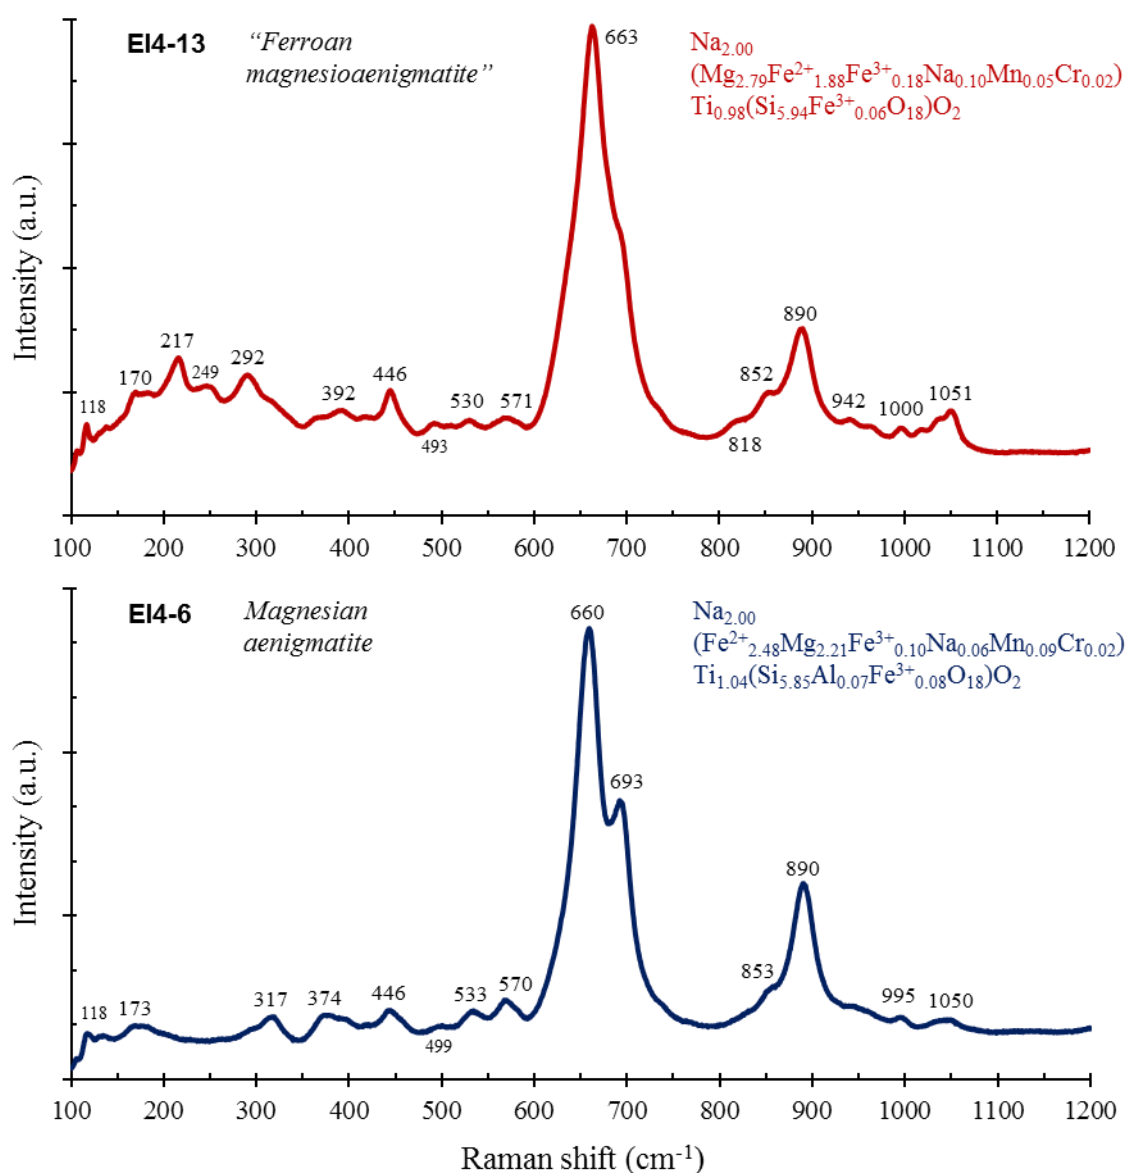 EI4-13 “Ferroan
magnesioaenigmatite”
663
Na2.00
(Mg2.79Fe2+1.88Fe3+0.18Na0.10Mn0.05Cr0.02)
Ti0.98(Si5.94Fe3+0.06O18)O2
Intensity (a.u.)
118 170 217 249 292 392 446 493 530 571 818 852 890 942 1000 1051
100 200 300 400 500 600 700 800 900 1000 1100 1200
EI4-6 Magnesian
aenigmatite
660
693
Na2.00
(Fe2+2.48Mg2.21Fe3+0.10Na0.06Mn0.09Cr0.02)
Ti1.04(Si5.85Al0.07Fe3+0.08O18)O2
Intensity (a.u.)
118 173 317 374 446 499 533 570 853 890 995 1050
100 200 300 400 500 600 700 800 900 1000 1100 1200
Raman shift (cm-1)